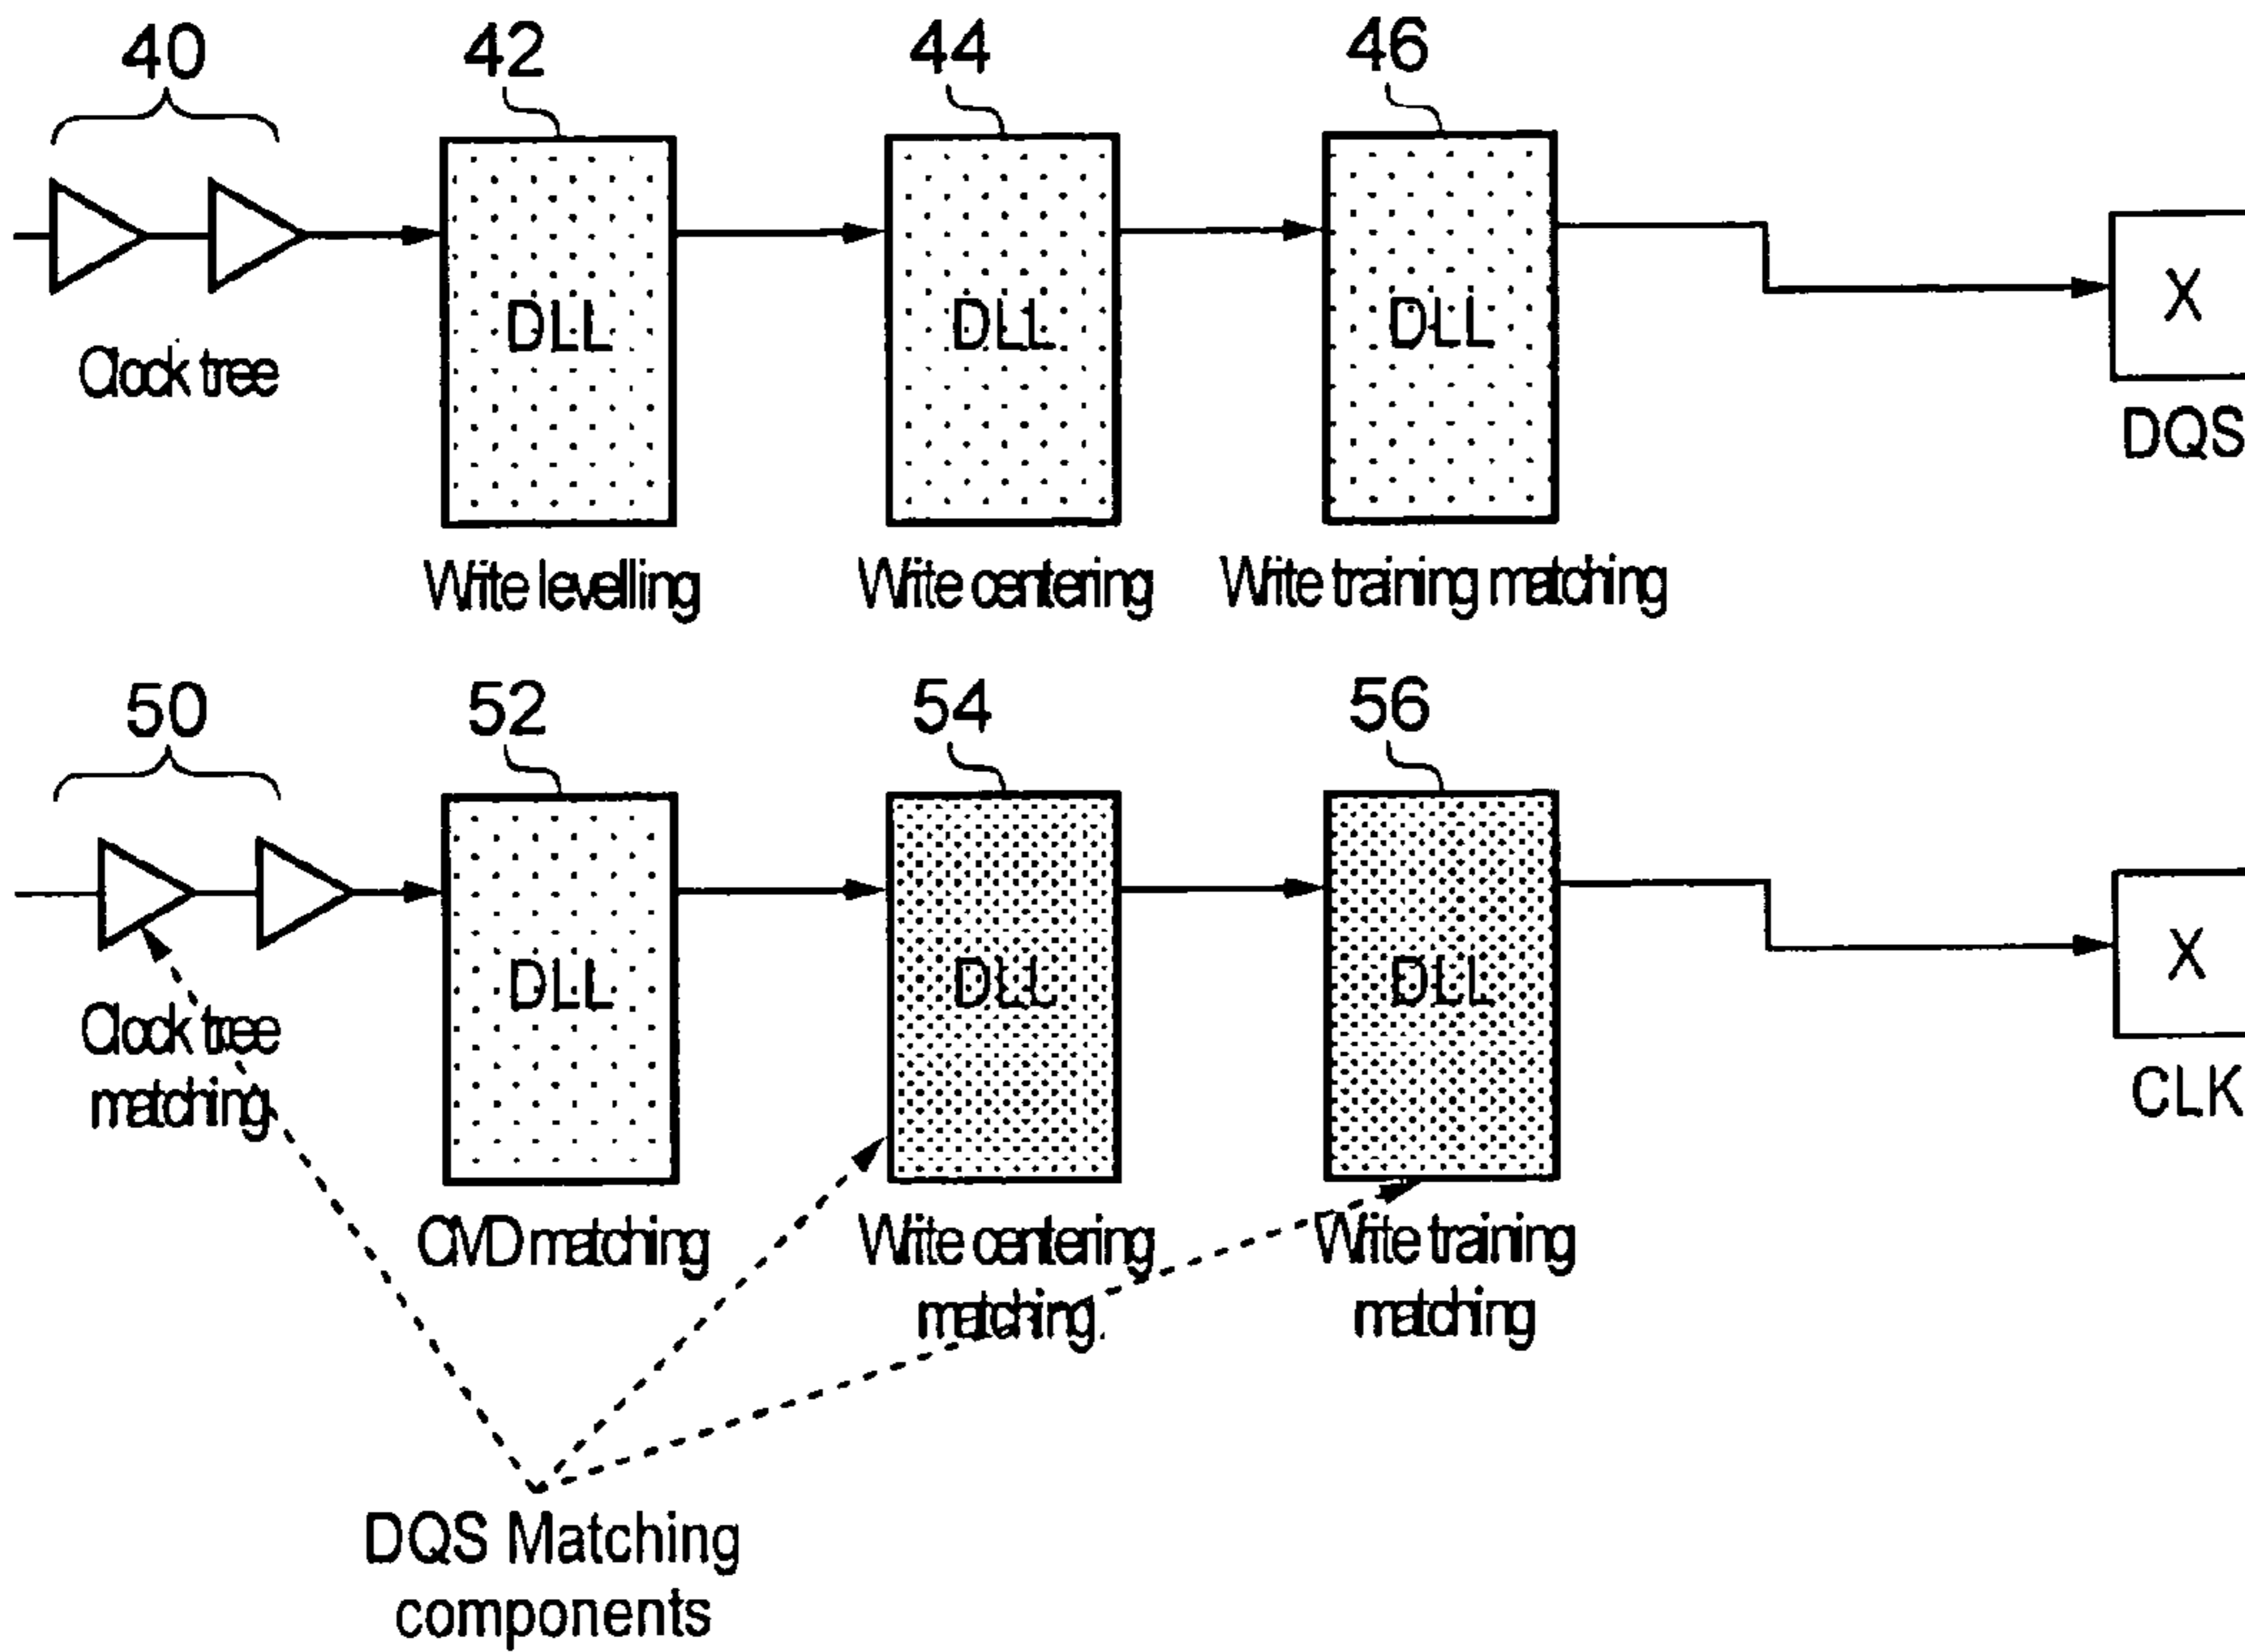 40
42
44
46
DLL
DLL
DLL
X
Clock tree
DQS
Write levelling
Write centering
Write training matching
50
52
54
56
DLL
DLL
DLL
X
Clock tree
matching
CLK
CMD matching
Write centering
matching
Write training
matching
DQS Matching
components